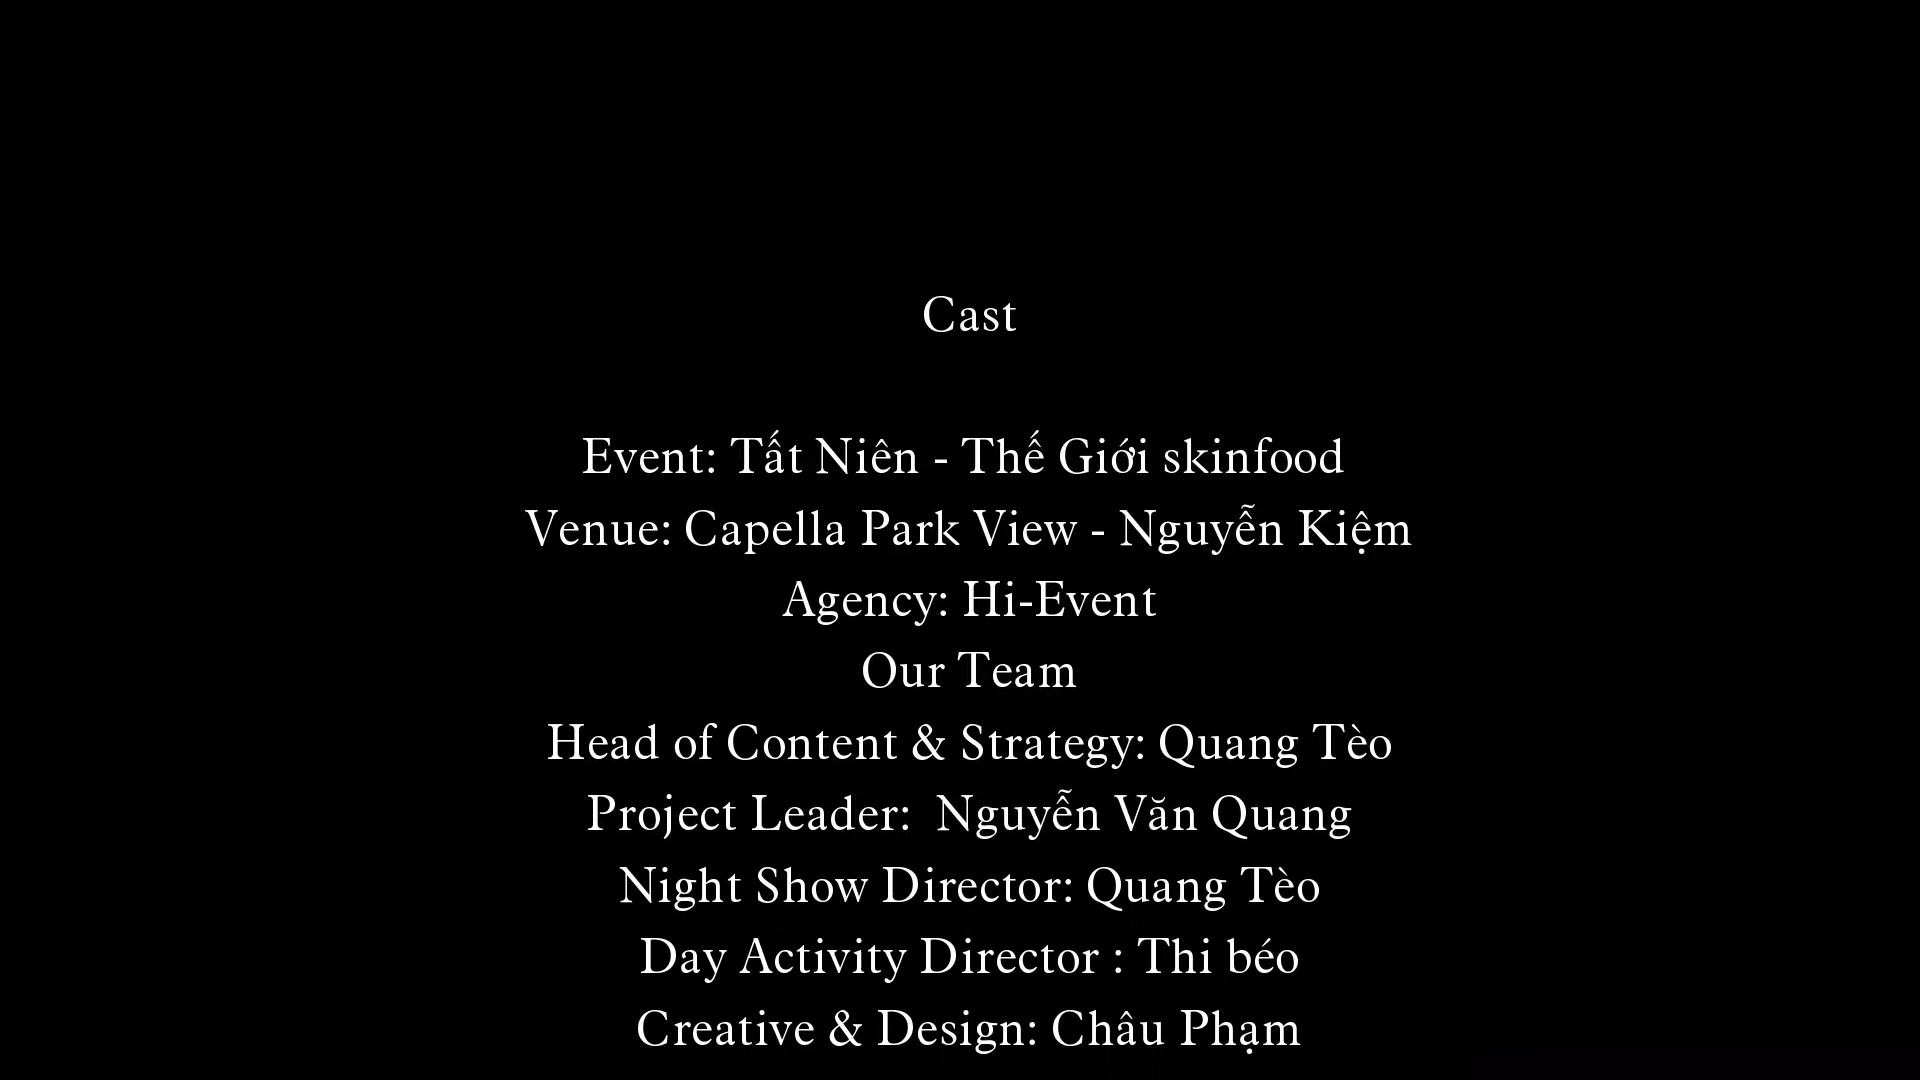 Cast
Event: Tất Niên - Thế Giới skinfood
Venue: Capella Park View - Nguyễn Kiệm
Agency: Hi-Event
Our Team
Head of Content & Strategy: Quang Tèo
Project Leader:  Nguyễn Văn Quang
Night Show Director: Quang Tèo
Day Activity Director : Thi béo
Creative & Design: Châu Phạm